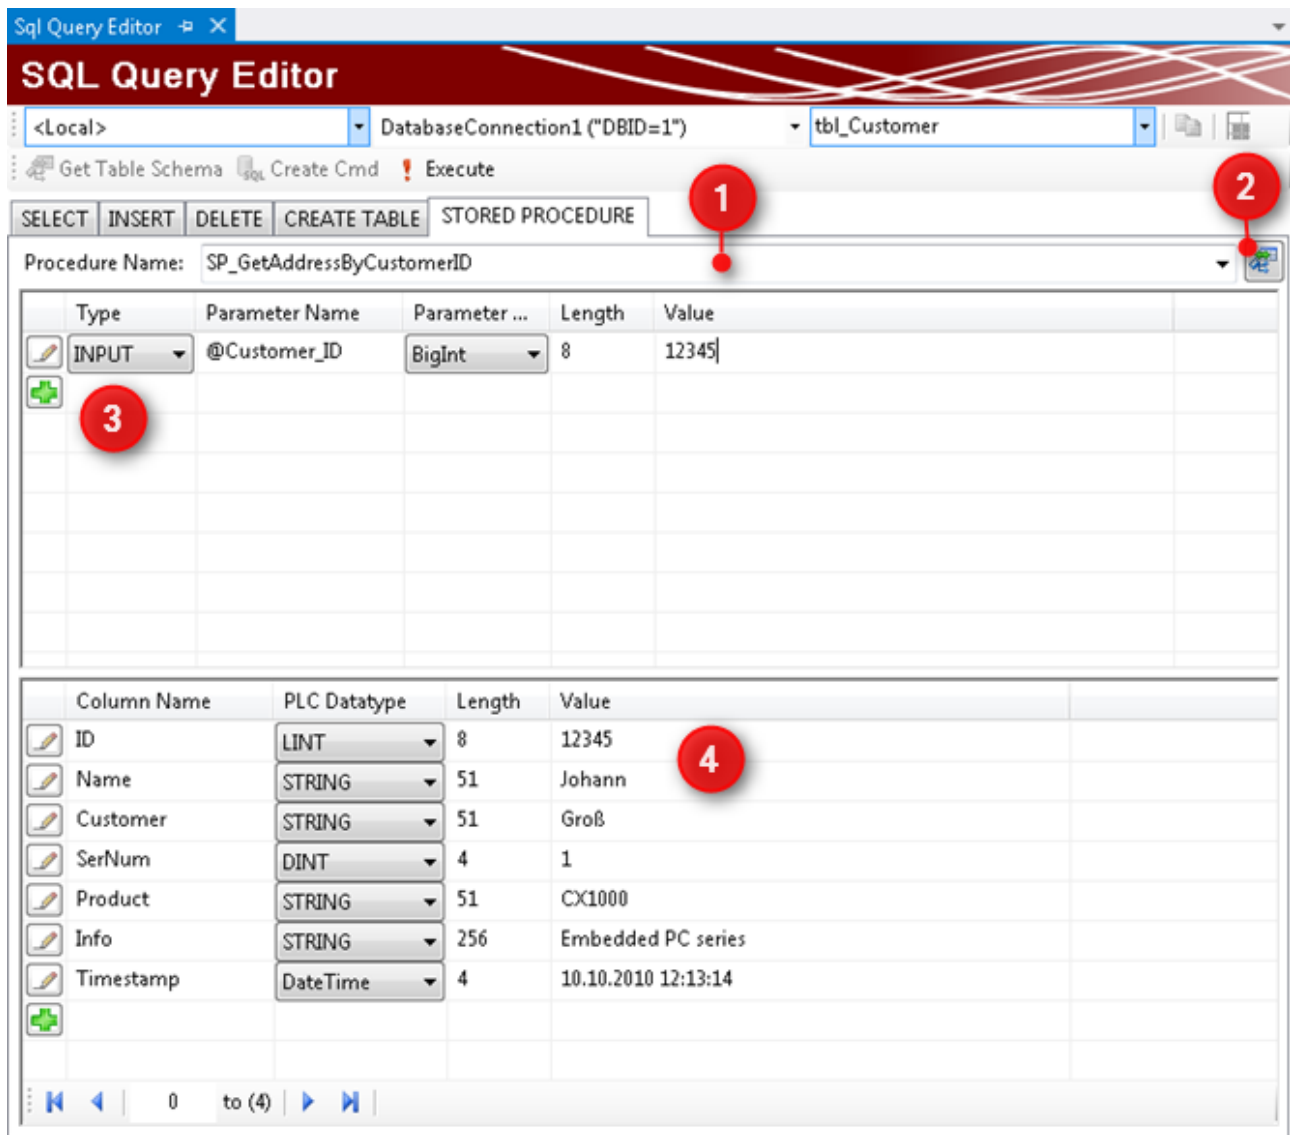 Sql Query Editor
SQL Query Editor
<Local> DatabaseConnection1 ("DBID=1") tbl_Customer
Get Table Schema SQL Create Cmd ! Execute
1 2
SELECT INSERT DELETE CREATE TABLE STORED PROCEDURE
Procedure Name: SP_GetAddressByCustomerID
Type Parameter Name Parameter ... Length Value
INPUT @Customer_ID BigInt 8 12345
3
Column Name PLC Datatype Length Value
ID LINT 8 12345
4
Name STRING 51 Johann
Customer STRING 51 Groß
SerNum DINT 4 1
Product STRING 51 CX1000
Info STRING 256 Embedded PC series
Timestamp DateTime 4 10.10.2010 12:13:14
0 to (4)